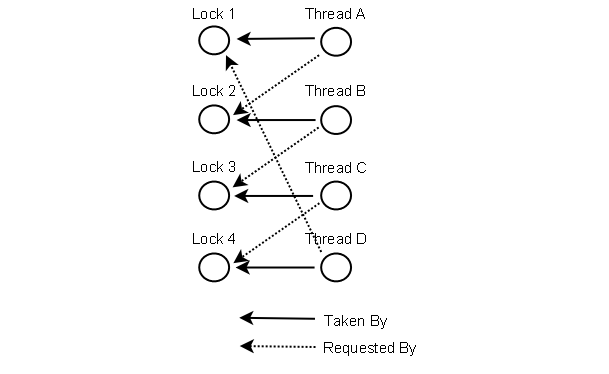 Lock 1 Thread A
Lock 2 Thread B
Lock 3 Thread C
Lock 4 Thread D
Taken By
Requested By